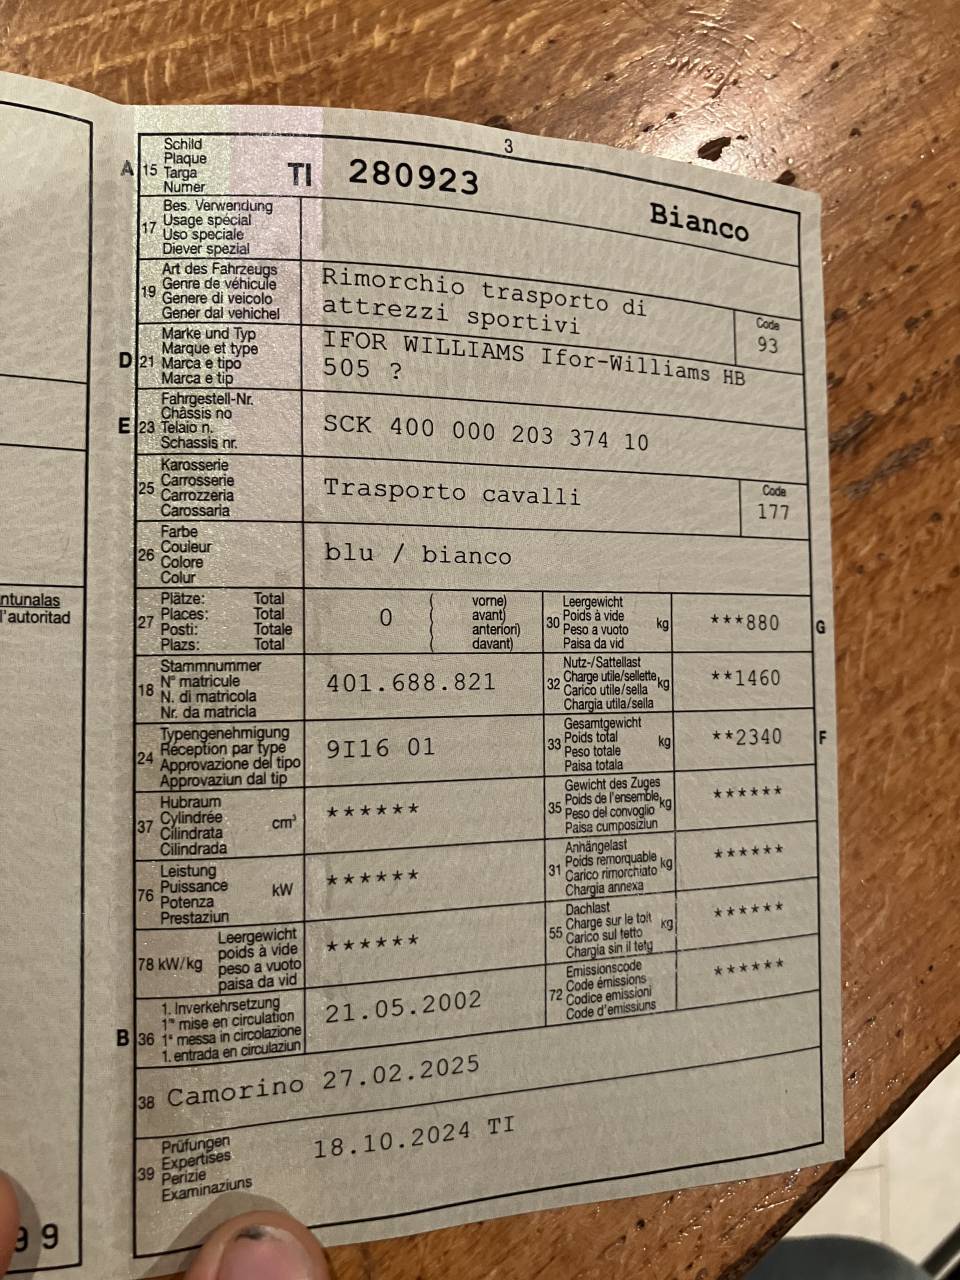 3
A 15 Schild
Plaque
Targa
Numer
TI 280923
Bianco
17 Bes. Verwendung
Usage spécial
Uso speciale
Diever spezial
19 Art des Fahrzeugs
Genre de véhicule
Genere di veicolo
Gener dal vehichel
Rimorchio trasporto di
attrezzi sportivi
Code
93
D 21 Marke und Typ
Marque et type
Marca e tipo
Marca e tip
IFOR WILLIAMS Ifor-Williams HB
505 ?
E 23 Fahrgestell-Nr.
Châssis no
Telaio n.
Schassis nr.
SCK 400 000 203 374 10
25 Karosserie
Carrosserie
Carrozzeria
Carossaria
Trasporto cavalli
Code
177
26 Farbe
Couleur
Colore
Colur
blu / bianco
27 Plätze: Total
Places: Total
Posti: Totale
Plazs: Total
0
( vorne)
( avant)
( anteriori)
( davant)
30 Leergewicht
Poids à vide
Peso a vuoto kg
Paisa da vid
***880
G
18 Stammnummer
N° matricule
N. di matricola
Nr. da matricla
401.688.821
32 Nutz-/Sattellast
Charge utile/sellette kg
Carico utile/sella
Chargia utila/sella
**1460
24 Typengenehmigung
Réception par type
Approvazione del tipo
Approvaziun dal tip
9I16 01
33 Gesamtgewicht
Poids total kg
Peso totale
Paisa totala
**2340
F
37 Hubraum
Cylindrée
Cilindrata cm³
Cilindrada
******
35 Gewicht des Zuges
Poids de l'ensemble kg
Peso del convoglio
Paisa cumposiziun
******
76 Leistung
Puissance kW
Potenza
Prestaziun
******
31 Anhängelast
Poids remorquable kg
Carico rimorchiato
Chargia annexa
******
78 kW/kg Leergewicht
poids à vide
peso a vuoto
paisa da vid
******
55 Dachlast
Charge sur le toit kg
Carico sul tetto
Chargia sin il tetg
******
B 36 1. Inverkehrsetzung
1re mise en circulation
1a messa in circolazione
1. entrada en circulaziun
21.05.2002
72 Emissionscode
Code émissions
Codice emissioni
Code d'emissiuns
******
38 Camorino 27.02.2025
39 Prüfungen
Expertises
Perizie
Examinaziuns
18.10.2024 TI